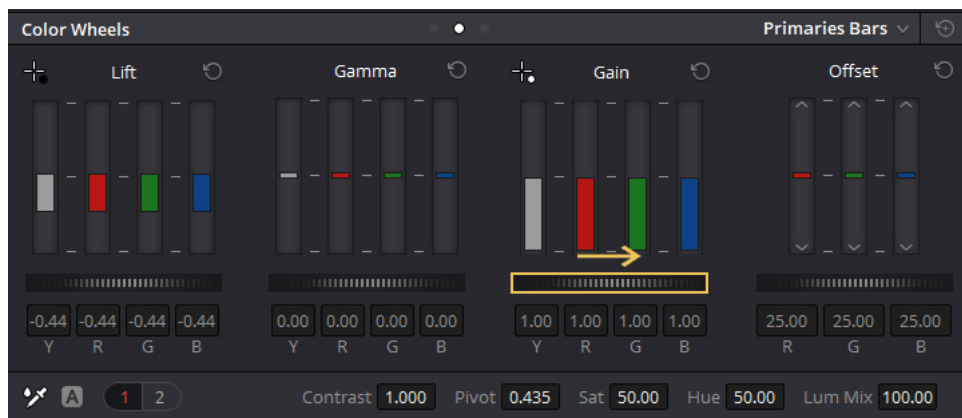 Color Wheels Primaries Bars
Lift Gamma Gain Offset
-0.44 -0.44 -0.44 -0.44 0.00 0.00 0.00 0.00 1.00 1.00 1.00 1.00 25.00 25.00 25.00
Y R G B Y R G B Y R G B R G B
A 1 2 Contrast 1.000 Pivot 0.435 Sat 50.00 Hue 50.00 Lum Mix 100.00